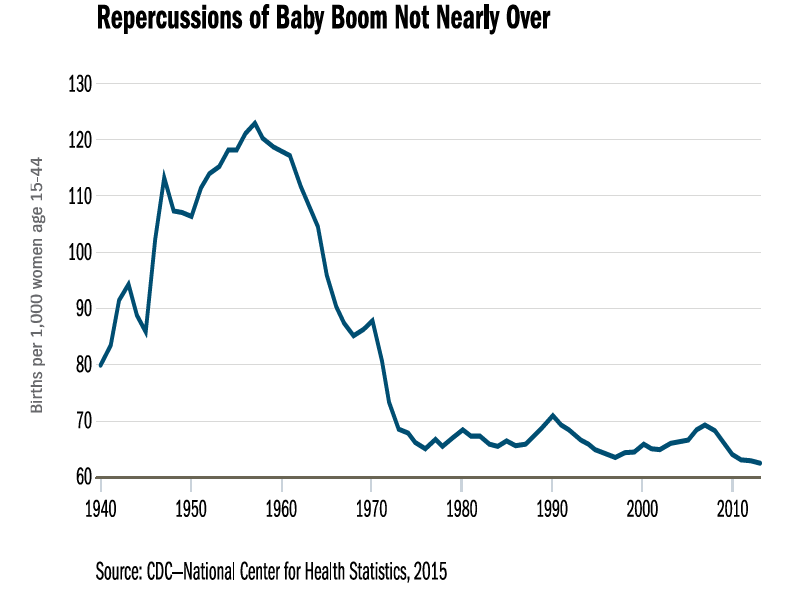 Repercussions of Baby Boom Not Nearly Over
Births per 1,000 women age 15-44
130
120
110
100
90
80
70
60
1940 1950 1960 1970 1980 1990 2000 2010
Source: CDC—National Center for Health Statistics, 2015